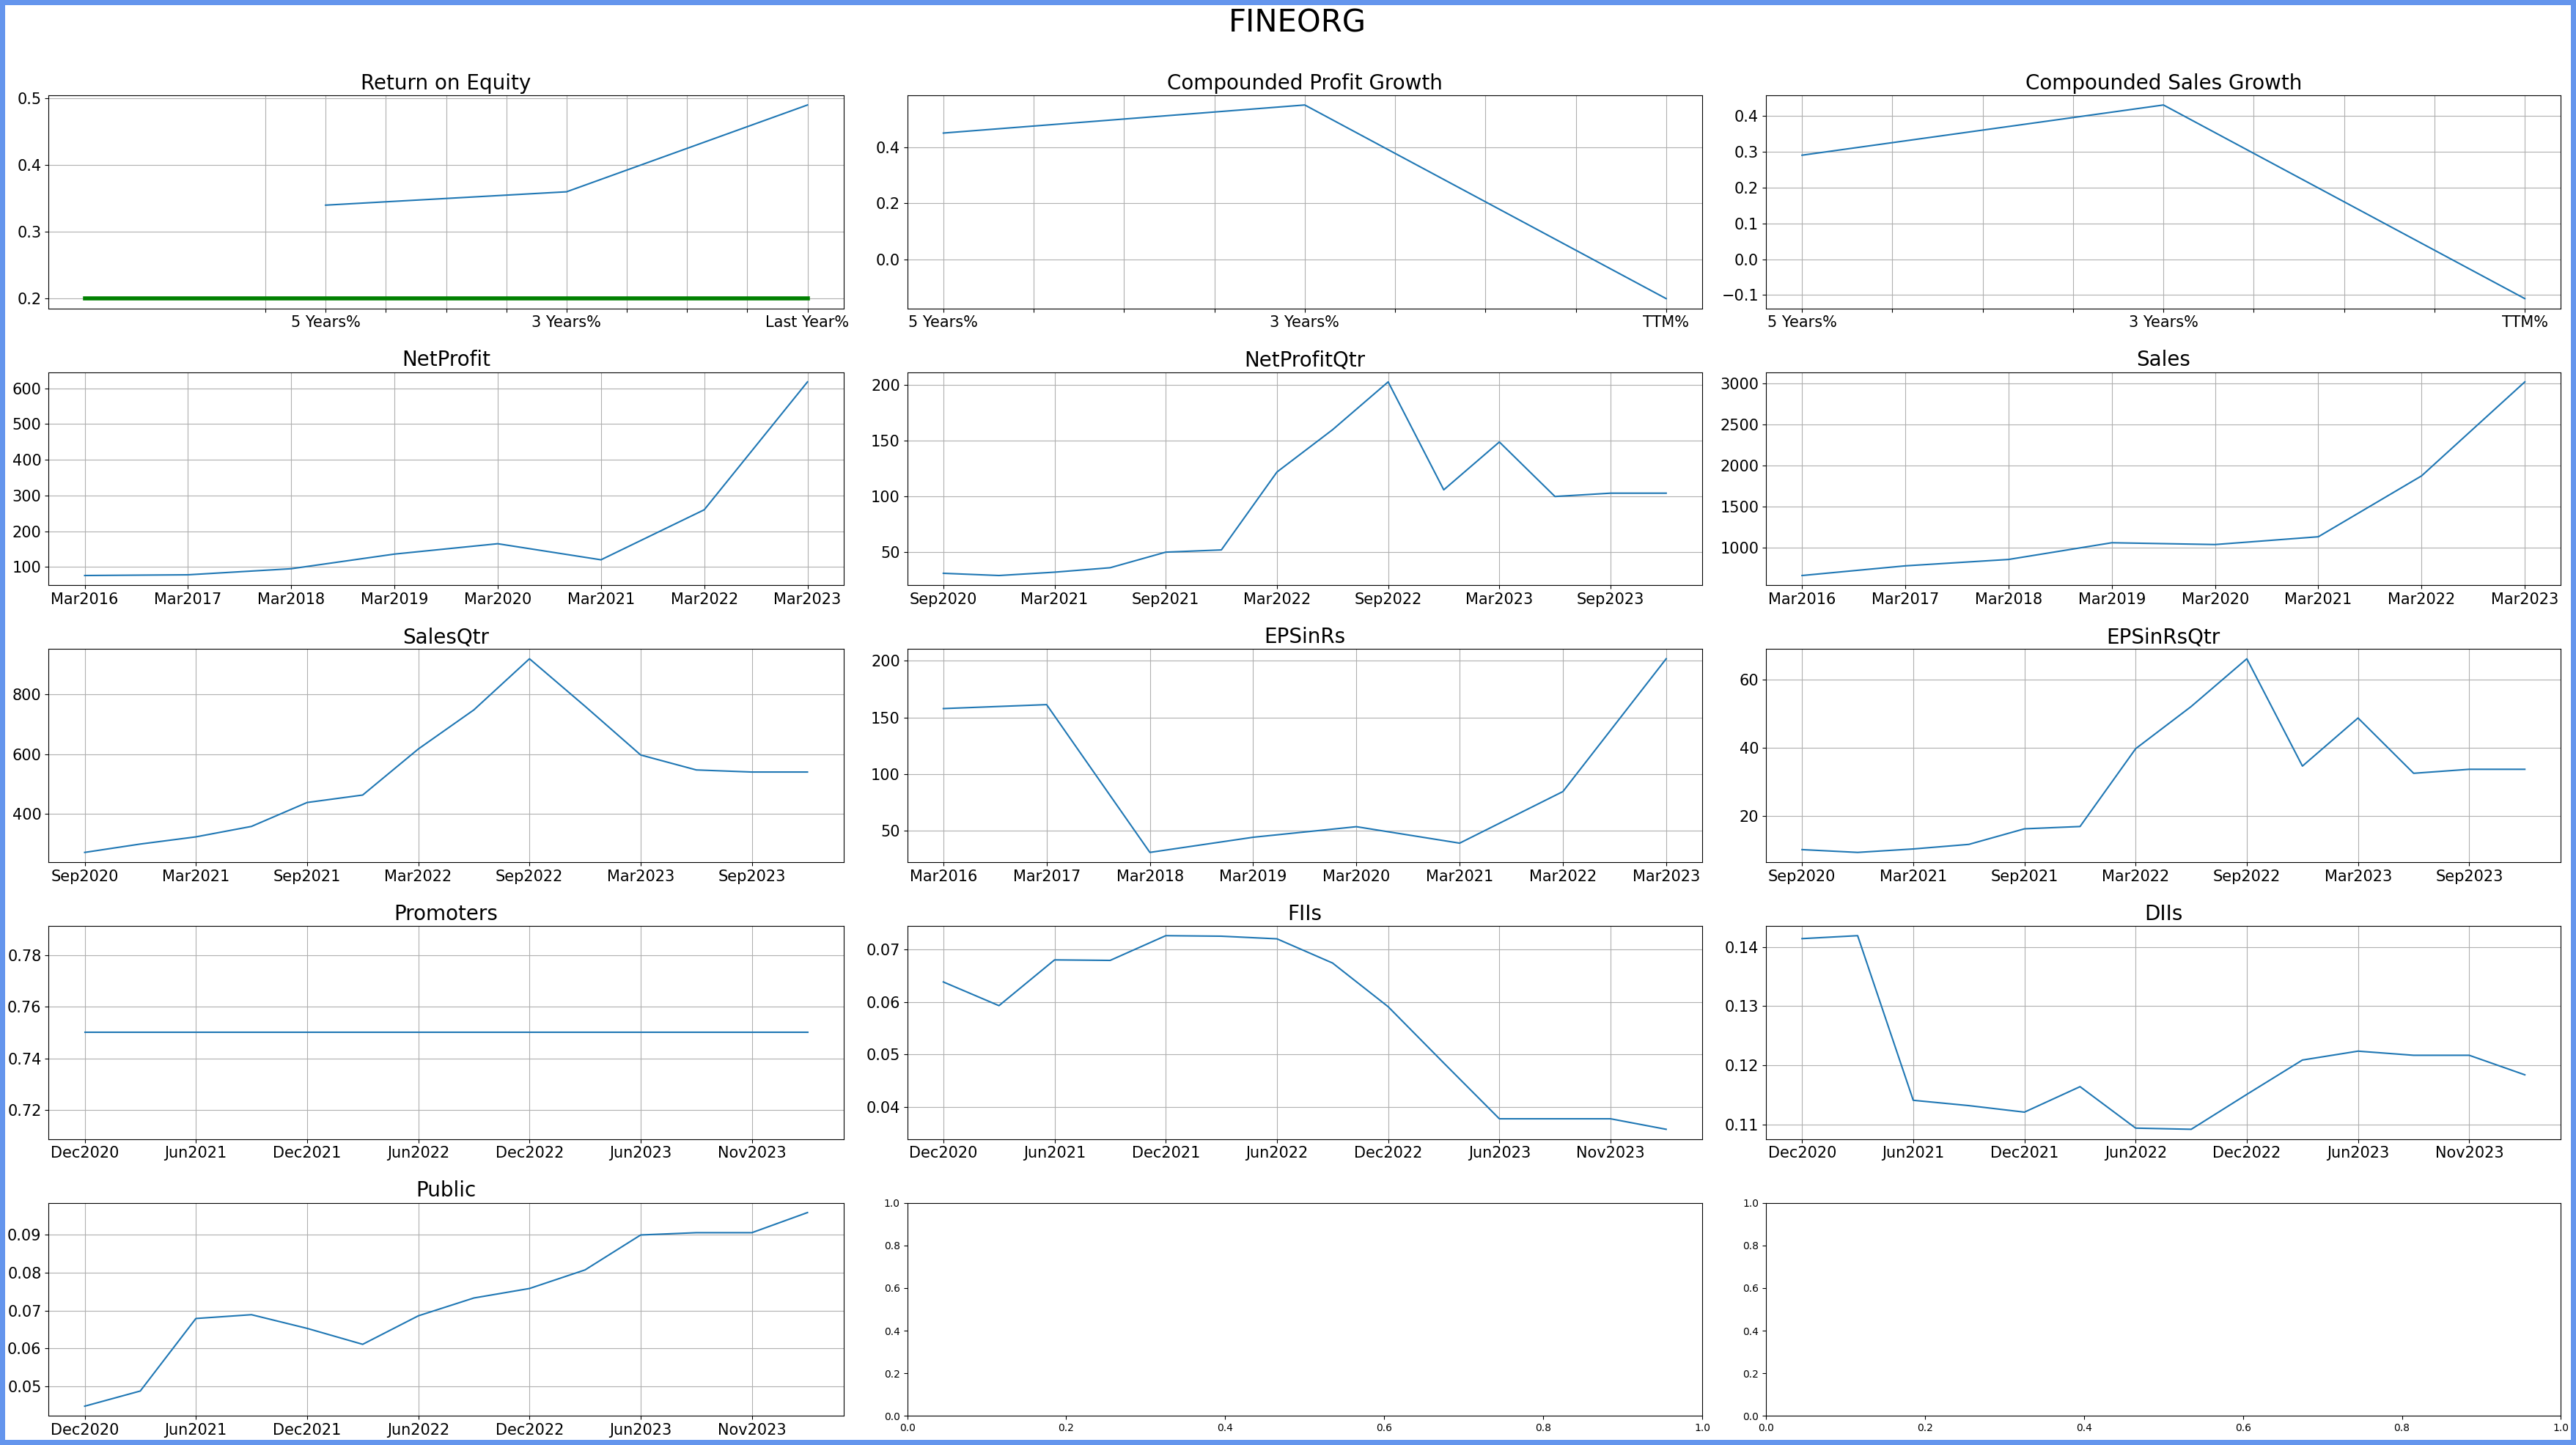 FINEORG
Return on Equity
0.5
0.4
0.3
0.2
5 Years% 3 Years% Last Year%
Compounded Profit Growth
0.4
0.2
0.0
5 Years% 3 Years% TTM%
Compounded Sales Growth
0.4
0.3
0.2
0.1
0.0
−0.1
5 Years% 3 Years% TTM%
NetProfit
600
500
400
300
200
100
Mar2016 Mar2017 Mar2018 Mar2019 Mar2020 Mar2021 Mar2022 Mar2023
NetProfitQtr
200
150
100
50
Sep2020 Mar2021 Sep2021 Mar2022 Sep2022 Mar2023 Sep2023
Sales
3000
2500
2000
1500
1000
Mar2016 Mar2017 Mar2018 Mar2019 Mar2020 Mar2021 Mar2022 Mar2023
SalesQtr
800
600
400
Sep2020 Mar2021 Sep2021 Mar2022 Sep2022 Mar2023 Sep2023
EPSinRs
200
150
100
50
Mar2016 Mar2017 Mar2018 Mar2019 Mar2020 Mar2021 Mar2022 Mar2023
EPSinRsQtr
60
40
20
Sep2020 Mar2021 Sep2021 Mar2022 Sep2022 Mar2023 Sep2023
Promoters
0.78
0.76
0.74
0.72
Dec2020 Jun2021 Dec2021 Jun2022 Dec2022 Jun2023 Nov2023
FIIs
0.07
0.06
0.05
0.04
Dec2020 Jun2021 Dec2021 Jun2022 Dec2022 Jun2023 Nov2023
DIIs
0.14
0.13
0.12
0.11
Dec2020 Jun2021 Dec2021 Jun2022 Dec2022 Jun2023 Nov2023
Public
0.09
0.08
0.07
0.06
0.05
Dec2020 Jun2021 Dec2021 Jun2022 Dec2022 Jun2023 Nov2023
1.0
0.8
0.6
0.4
0.2
0.0
0.0 0.2 0.4 0.6 0.8 1.0
1.0
0.8
0.6
0.4
0.2
0.0
0.0 0.2 0.4 0.6 0.8 1.0